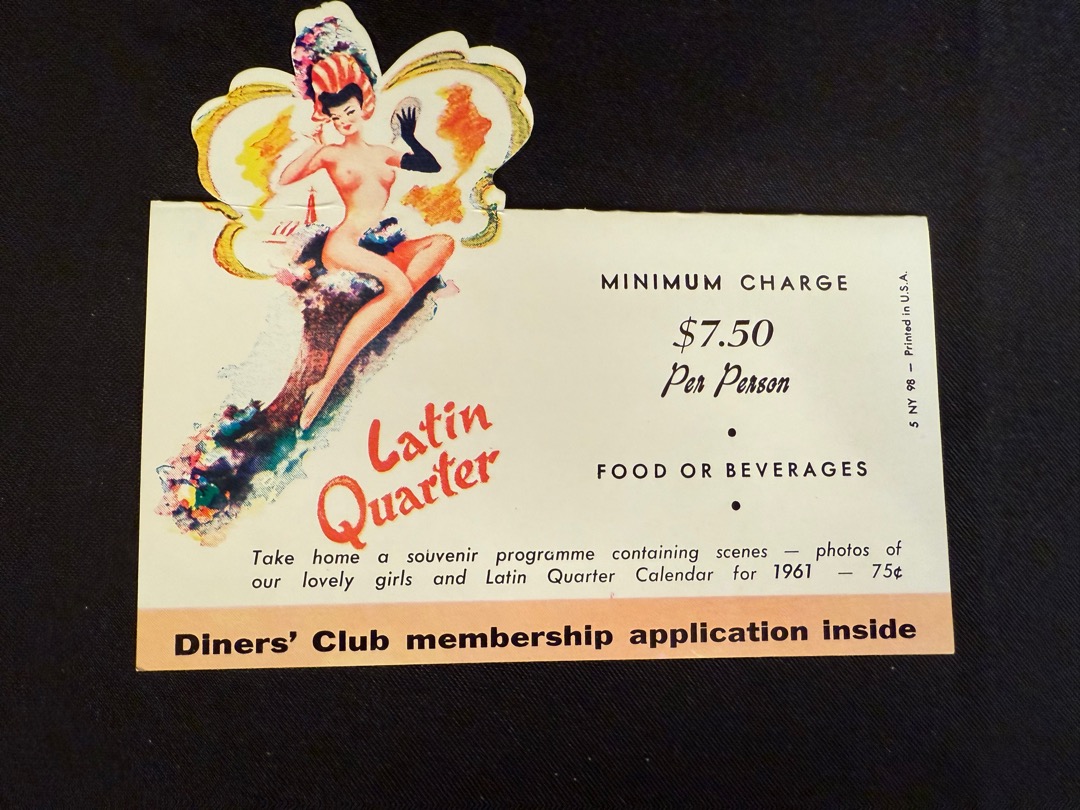 Latin
Quarter
MINIMUM CHARGE
$7.50
Per Person
•
FOOD OR BEVERAGES
•
Take home a souvenir programme containing scenes — photos of
our lovely girls and Latin Quarter Calendar for 1961 — 75¢
Diners' Club membership application inside
5 NY 98 — Printed in U.S.A.